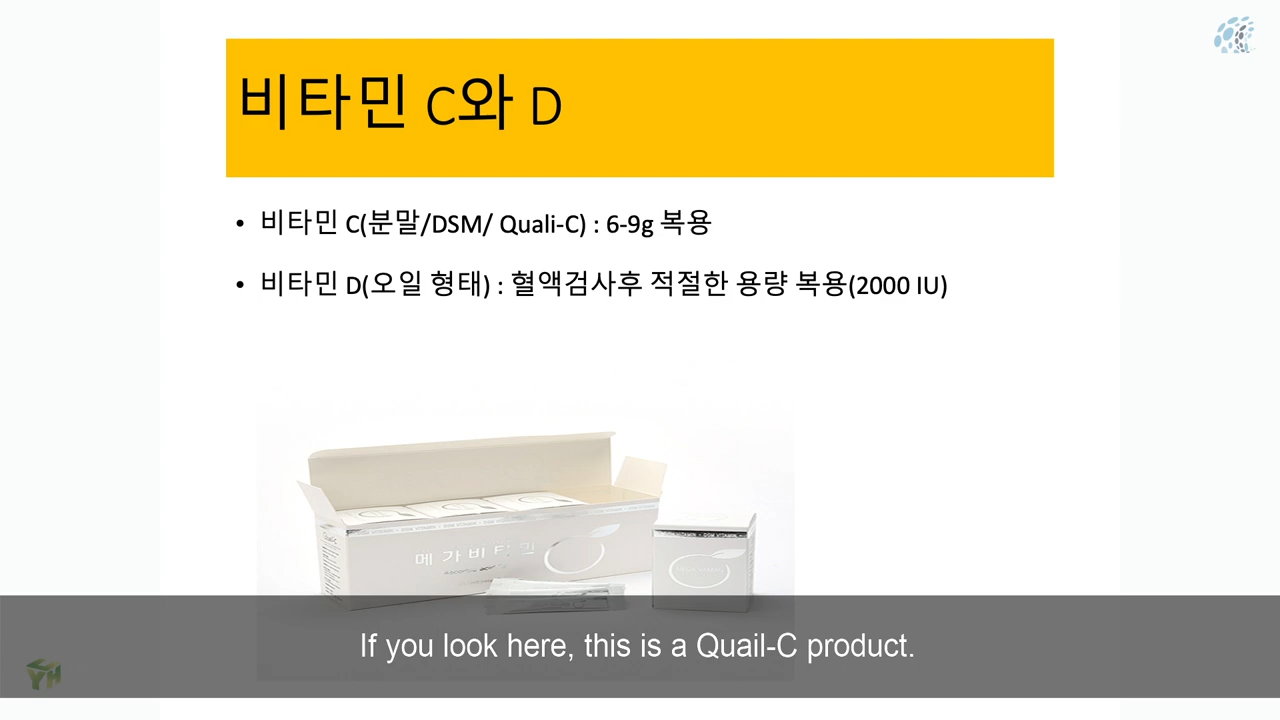 비타민 C와 D
• 비타민 C(분말/DSM/ Quali-C) : 6-9g 복용
• 비타민 D(오일 형태) : 혈액검사후 적절한 용량 복용(2000 IU)
메가비타민
If you look here, this is a Quail-C product.
YH